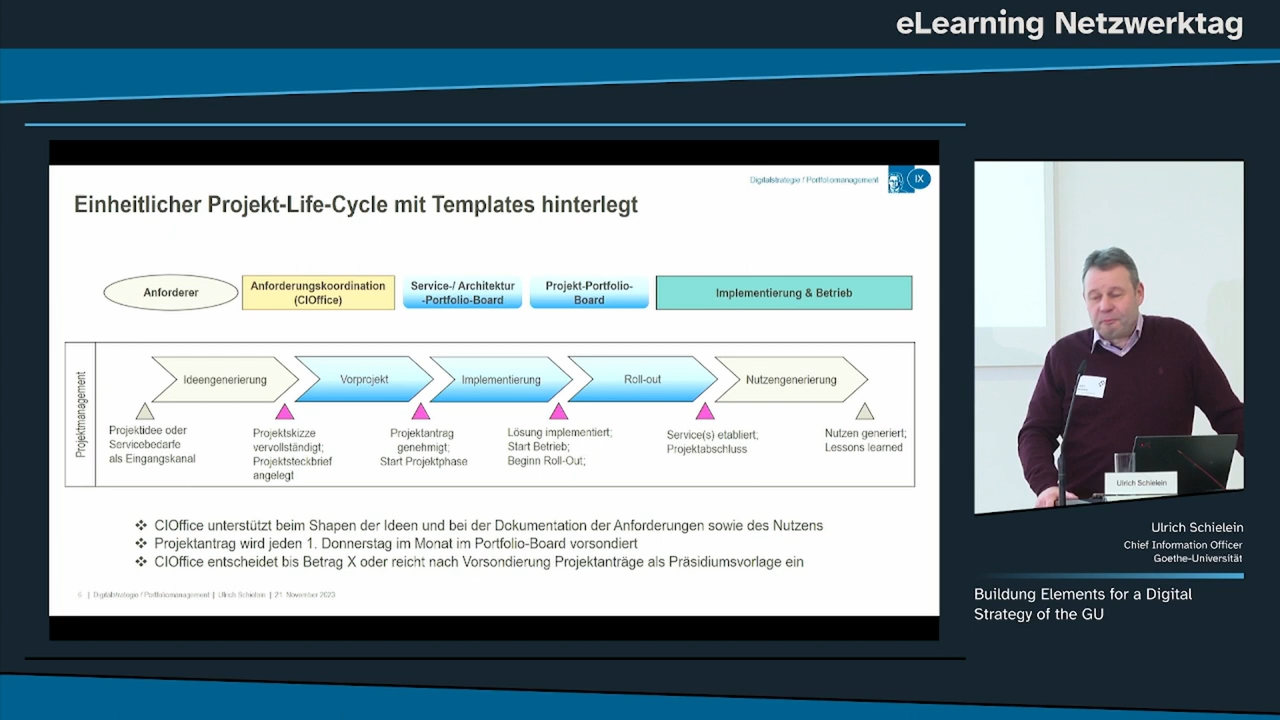 eLearning Netzwerktag
Digitalstrategie / Portfoliomanagement
IX
Einheitlicher Projekt-Life-Cycle mit Templates hinterlegt
Anforderer
Anforderungskoordination
(CIOffice)
Service-/ Architektur
-Portfolio-Board
Projekt-Portfolio-
Board
Implementierung & Betrieb
Projektmanagement
Ideengenerierung
Vorprojekt
Implementierung
Roll-out
Nutzengenerierung
Projektidee oder
Servicebedarfe
als Eingangskanal
Projektskizze
vervollständigt;
Projektsteckbrief
angelegt
Projektantrag
genehmigt;
Start Projektphase
Lösung implementiert;
Start Betrieb;
Beginn Roll-Out;
Service(s) etabliert;
Projektabschluss
Nutzen generiert;
Lessons learned
❖ CIOffice unterstützt beim Shapen der Ideen und bei der Dokumentation der Anforderungen sowie des Nutzens
❖ Projektantrag wird jeden 1. Donnerstag im Monat im Portfolio-Board vorsondiert
❖ CIOffice entscheidet bis Betrag X oder reicht nach Vorsondierung Projektanträge als Präsidiumsvorlage ein
6 | Digitalstrategie / Portfoliomanagement | Ulrich Schielein | 21. November 2023
Ulrich Schielein
Ulrich Schielein
Chief Information Officer
Goethe-Universität
Buildung Elements for a Digital
Strategy of the GU